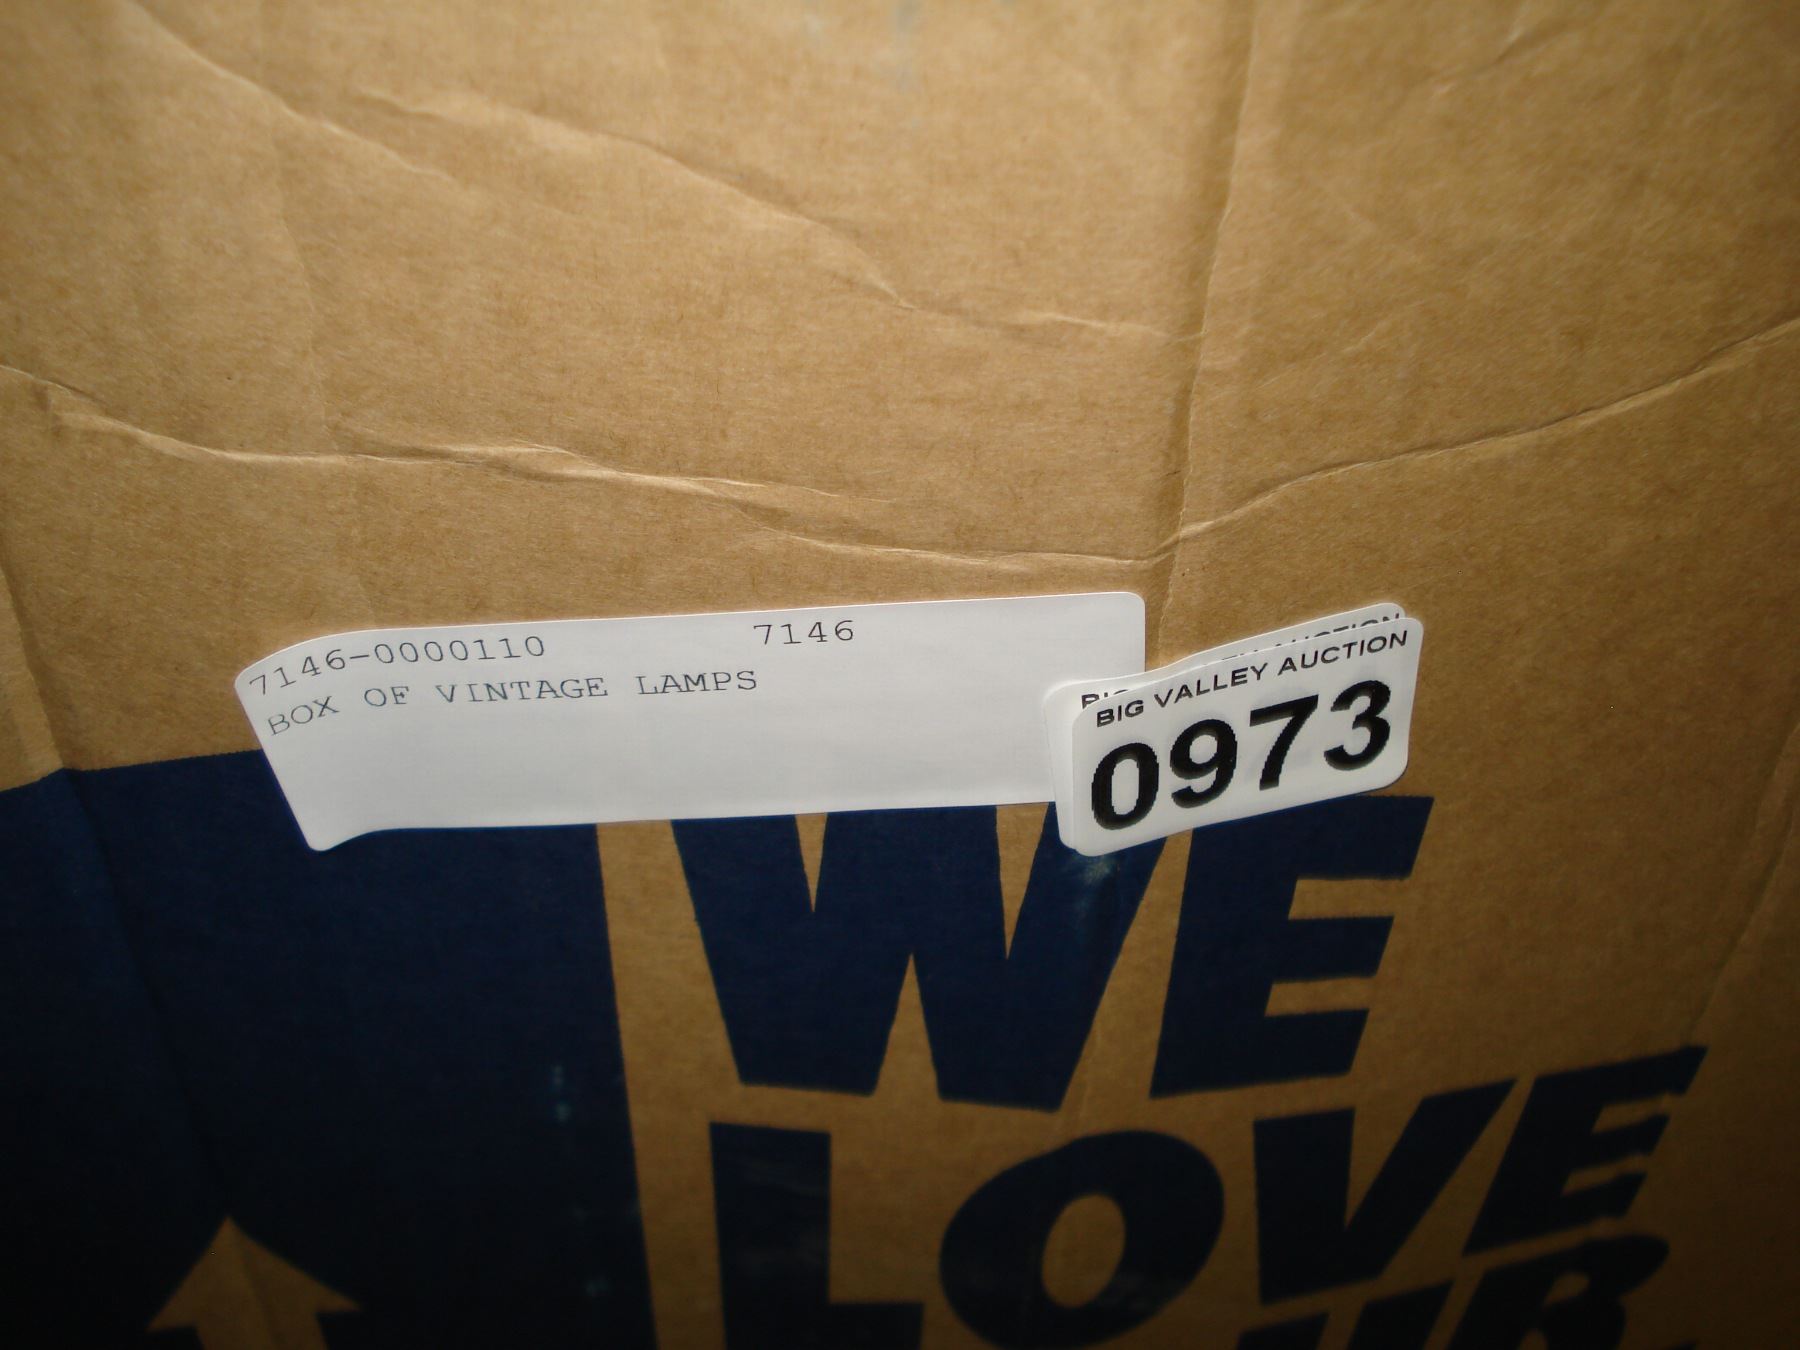 7146-0000110 7146
BOX OF VINTAGE LAMPS
BIG VALLEY AUCTION
0973
WE
LOVE